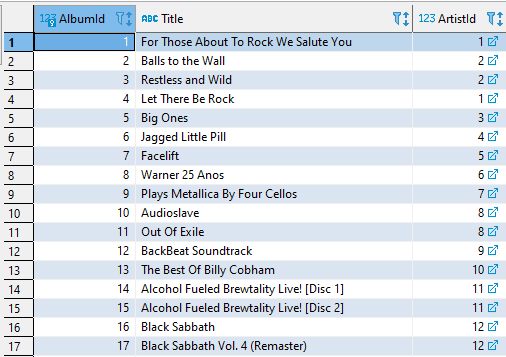 123 AlbumId ABC Title 123 ArtistId
1 1 For Those About To Rock We Salute You 1
2 2 Balls to the Wall 2
3 3 Restless and Wild 2
4 4 Let There Be Rock 1
5 5 Big Ones 3
6 6 Jagged Little Pill 4
7 7 Facelift 5
8 8 Warner 25 Anos 6
9 9 Plays Metallica By Four Cellos 7
10 10 Audioslave 8
11 11 Out Of Exile 8
12 12 BackBeat Soundtrack 9
13 13 The Best Of Billy Cobham 10
14 14 Alcohol Fueled Brewtality Live! [Disc 1] 11
15 15 Alcohol Fueled Brewtality Live! [Disc 2] 11
16 16 Black Sabbath 12
17 17 Black Sabbath Vol. 4 (Remaster) 12